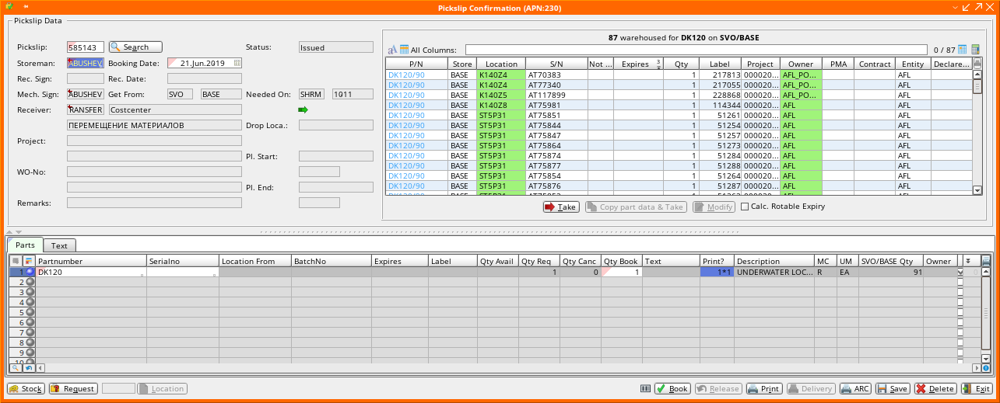 Pickslip Confirmation (APN:230)
Pickslip Data
Pickslip: 585143 Search Status: Issued
Storeman: ABUSHEV Booking Date: 21.Jun.2019
Rec. Sign: Rec. Date:
Mech. Sign: ABUSHEV Get From: SVO BASE Needed On: SHRM 1011
Receiver: RANSFER Costcenter
ПЕРЕМЕЩЕНИЕ МАТЕРИАЛОВ Drop Loca.:
Project:
Pl. Start:
WO-No:
Pl. End:
Remarks:
87 warehoused for DK120 on SVO/BASE
All Columns: 0 / 87
P/N Store Location S/N Not ... Expires 3 Qty Label Project Owner PMA Contract Entity Declare...
DK120/90 BASE K140Z4 AT70383 1 217813 000020... AFL_PO... AFL
DK120/90 BASE K140Z4 AT77340 1 217055 000020... AFL_PO... AFL
DK120/90 BASE K140Z5 AT117899 1 228868 000020... AFL_PO... AFL
DK120/90 BASE K140Z8 AT75981 1 114344 000020... AFL AFL
DK120/90 BASE ST5P31 AT75851 1 51261 000020... AFL AFL
DK120/90 BASE ST5P31 AT75844 1 51254 000020... AFL AFL
DK120/90 BASE ST5P31 AT75847 1 51257 000020... AFL AFL
DK120/90 BASE ST5P31 AT75864 1 51273 000020... AFL AFL
DK120/90 BASE ST5P31 AT75874 1 51284 000020... AFL AFL
DK120/90 BASE ST5P31 AT75877 1 51288 000020... AFL AFL
DK120/90 BASE ST5P31 AT75854 1 51264 000020... AFL AFL
DK120/90 BASE ST5P31 AT75876 1 51287 000020... AFL AFL
Take Copy part data & Take Modify Calc. Rotable Expiry
Parts Text
Partnumber Serialno Location From BatchNo Expires Label Qty Avail Qty Req Qty Canc Qty Book Text Print? Description MC UM SVO/BASE Qty Owner
1 DK120 1 0 1 1*1 UNDERWATER LOC... R EA 91
2
3
4
5
6
7
8
9
10
Stock Request Location Book Release Print Delivery ARC Save Delete Exit